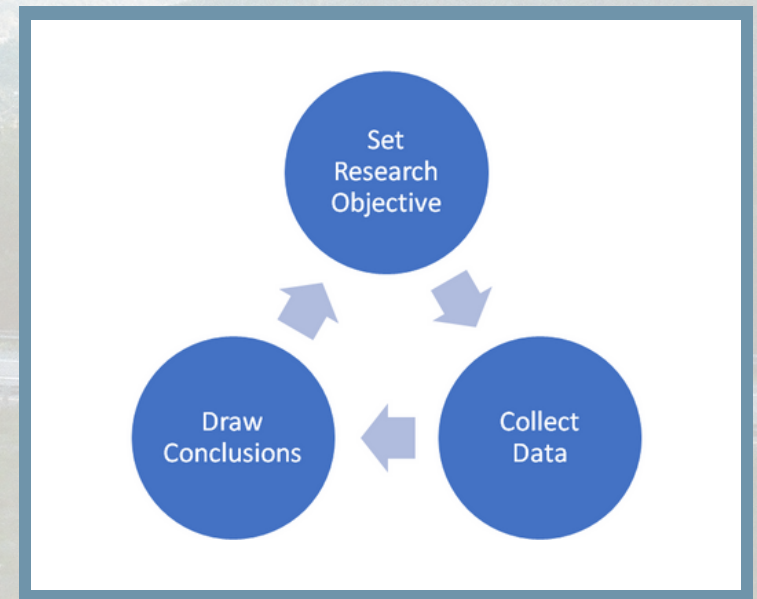 Set
Research
Objective
Collect
Data
Draw
Conclusions